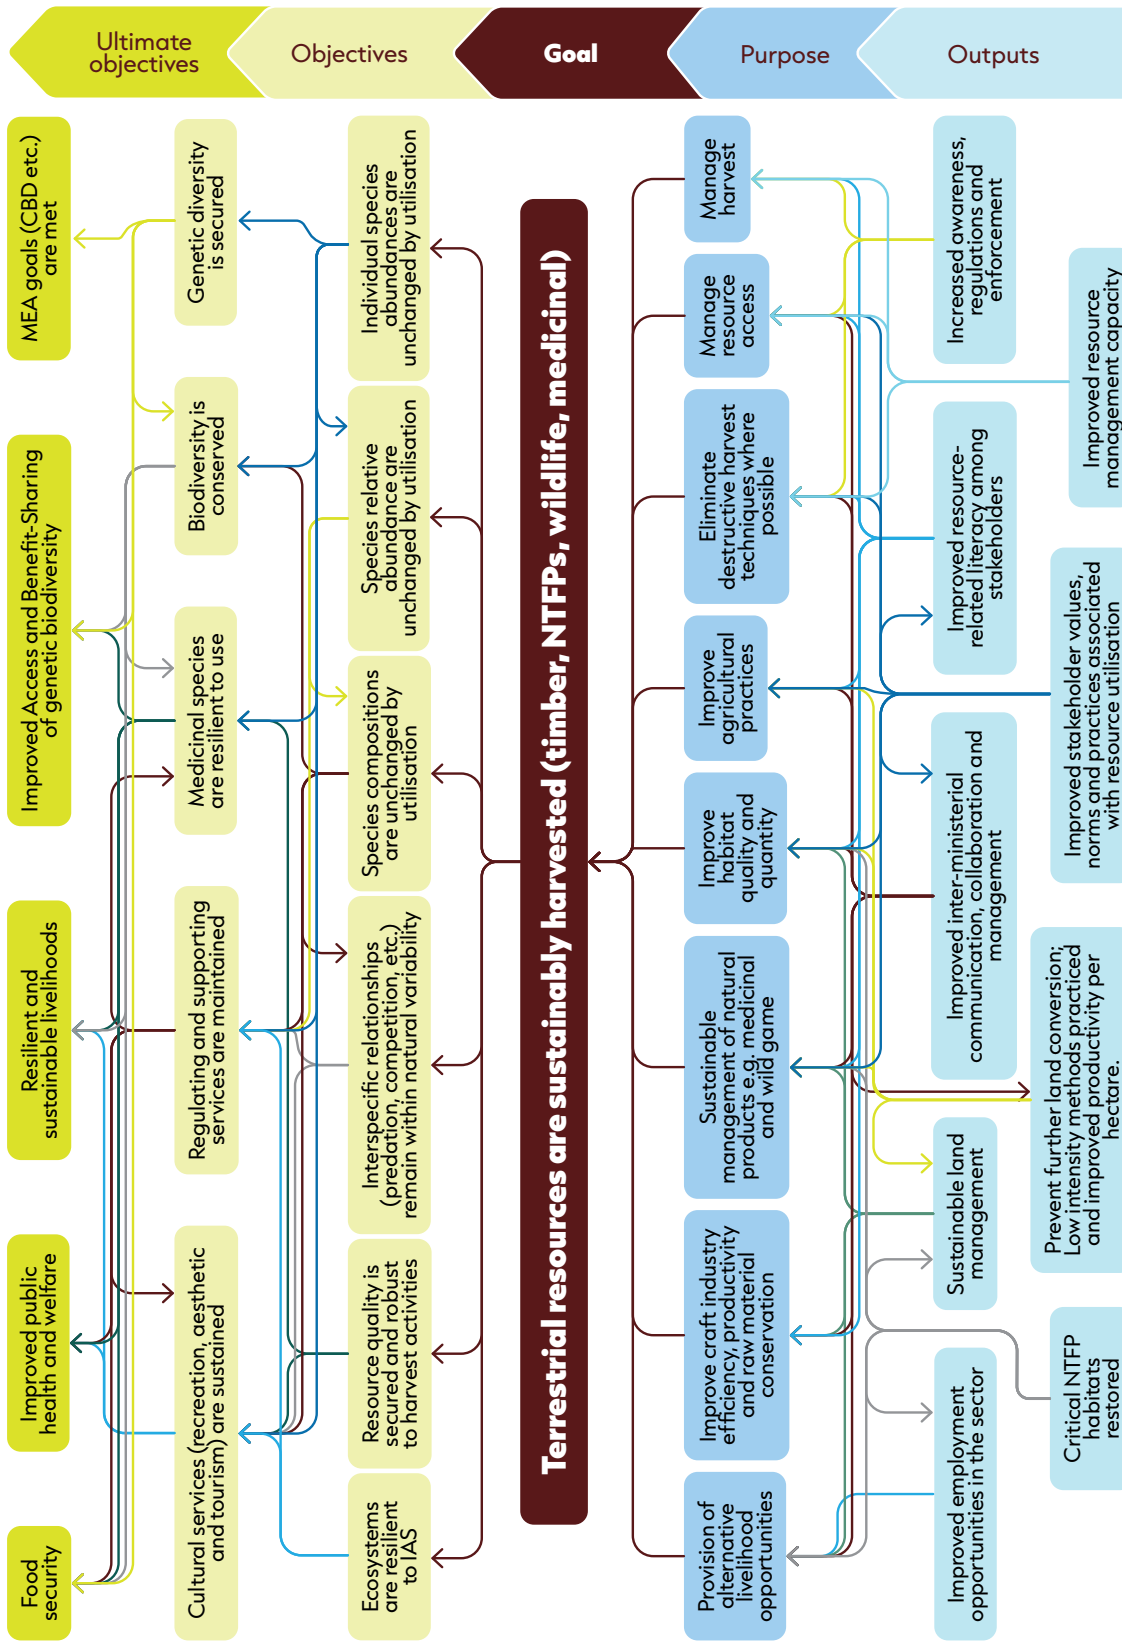 Ultimate
objectives
Objectives
Goal
Purpose
Outputs
Food
security
Improved public
health and welfare
Resilient and
sustainable livelihoods
Improved Access and Benefit-Sharing
of genetic biodiversity
MEA goals (CBD etc.)
are met
Cultural services (recreation, aesthetic
and tourism) are sustained
Regulating and supporting
services are maintained
Medicinal species
are resilient to use
Biodiversity is
conserved
Genetic diversity
is secured
Ecosystems
are resilient
to IAS
Resource quality is
secured and robust
to harvest activities
Interspecific relationships
(predation, competition, etc.)
remain within natural variability
Species compositions
are unchanged by
utilisation
Species relative
abundance are
unchanged by utilisation
Individual species
abundances are
unchanged by utilisation
Terrestrial resources are sustainably harvested (timber, NTFPs, wildlife, medicinal)
Provision of
alternative
livelihood
opportunities
Improve craft industry
efficiency, productivity
and raw material
conservation
Sustainable
management of natural
products e.g. medicinal
and wild game
Improve
habitat
quality and
quantity
Improve
agricultural
practices
Eliminate
destructive harvest
techniques where
possible
Manage
resource
access
Manage
harvest
Improved employment
opportunities in the sector
Sustainable land
management
Improved inter-ministerial
communication, collaboration and
management
Improved resource-
related literacy among
stakeholders
Increased awareness,
regulations and
enforcement
Critical NTFP
habitats
restored
Prevent further land conversion;
Low intensity methods practiced
and improved productivity per
hectare.
Improved stakeholder values,
norms and practices associated
with resource utilisation
Improved resource
management capacity